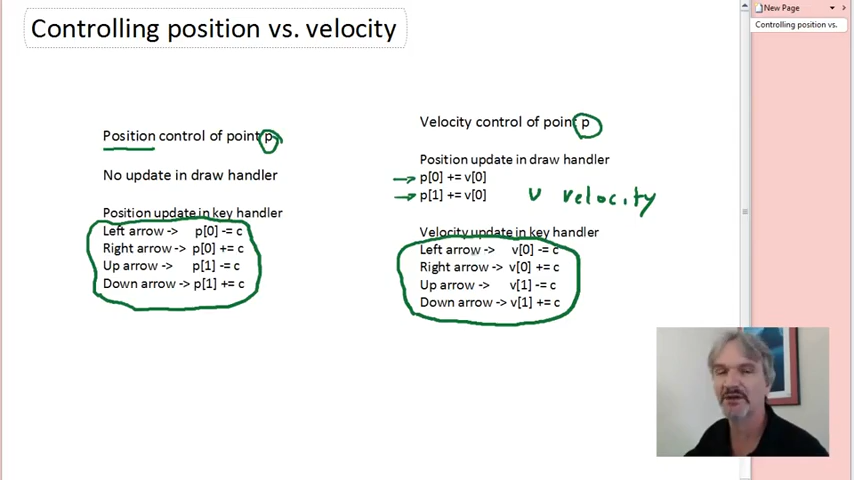 Controlling position vs. velocity
New Page
Controlling position vs.
Position control of point p
No update in draw handler
Position update in key handler
Left arrow -> p[0] -= c
Right arrow -> p[0] += c
Up arrow -> p[1] -= c
Down arrow -> p[1] += c
Velocity control of point p
Position update in draw handler
p[0] += v[0]
p[1] += v[0]
v velocity
Velocity update in key handler
Left arrow -> v[0] -= c
Right arrow -> v[0] += c
Up arrow -> v[1] -= c
Down arrow -> v[1] += c